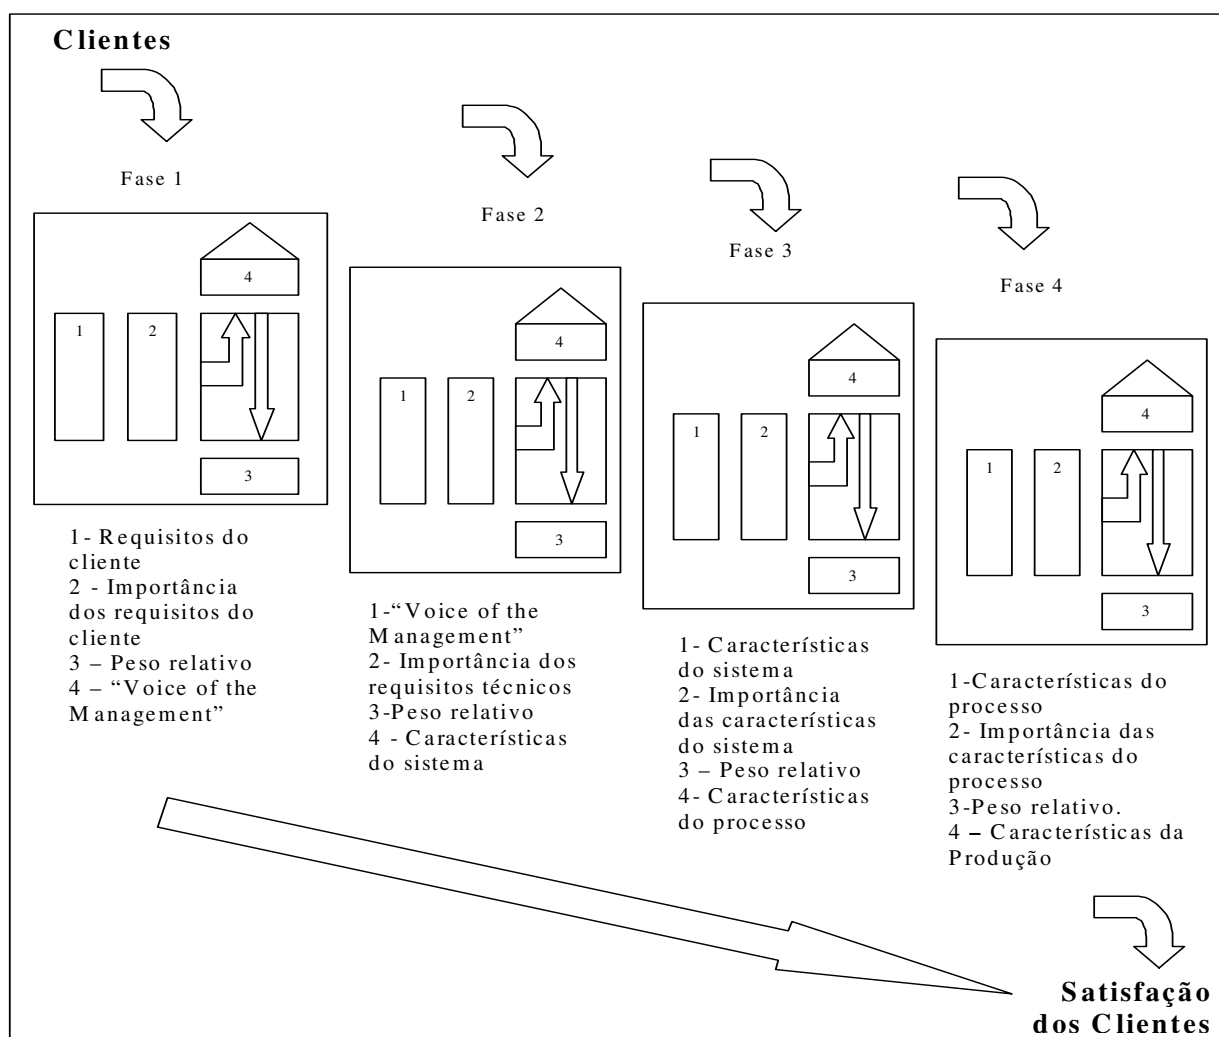 Clientes
Fase 1
4
1
2
3
1- Requisitos do
cliente
2 - Importância
dos requisitos do
cliente
3 – Peso relativo
4 – “Voice of the
Management”
Fase 2
4
1
2
3
1-“Voice of the
Management”
2- Importância dos
requisitos técnicos
3-Peso relativo
4 - Características
do sistema
Fase 3
4
1
2
3
1- Características
do sistema
2- Importância
das características
do sistema
3 – Peso relativo
4- Características
do processo
Fase 4
4
1
2
3
1-Características do
processo
2- Importância das
características do
processo
3-Peso relativo.
4 – Características da
Produção
Satisfação
dos Clientes